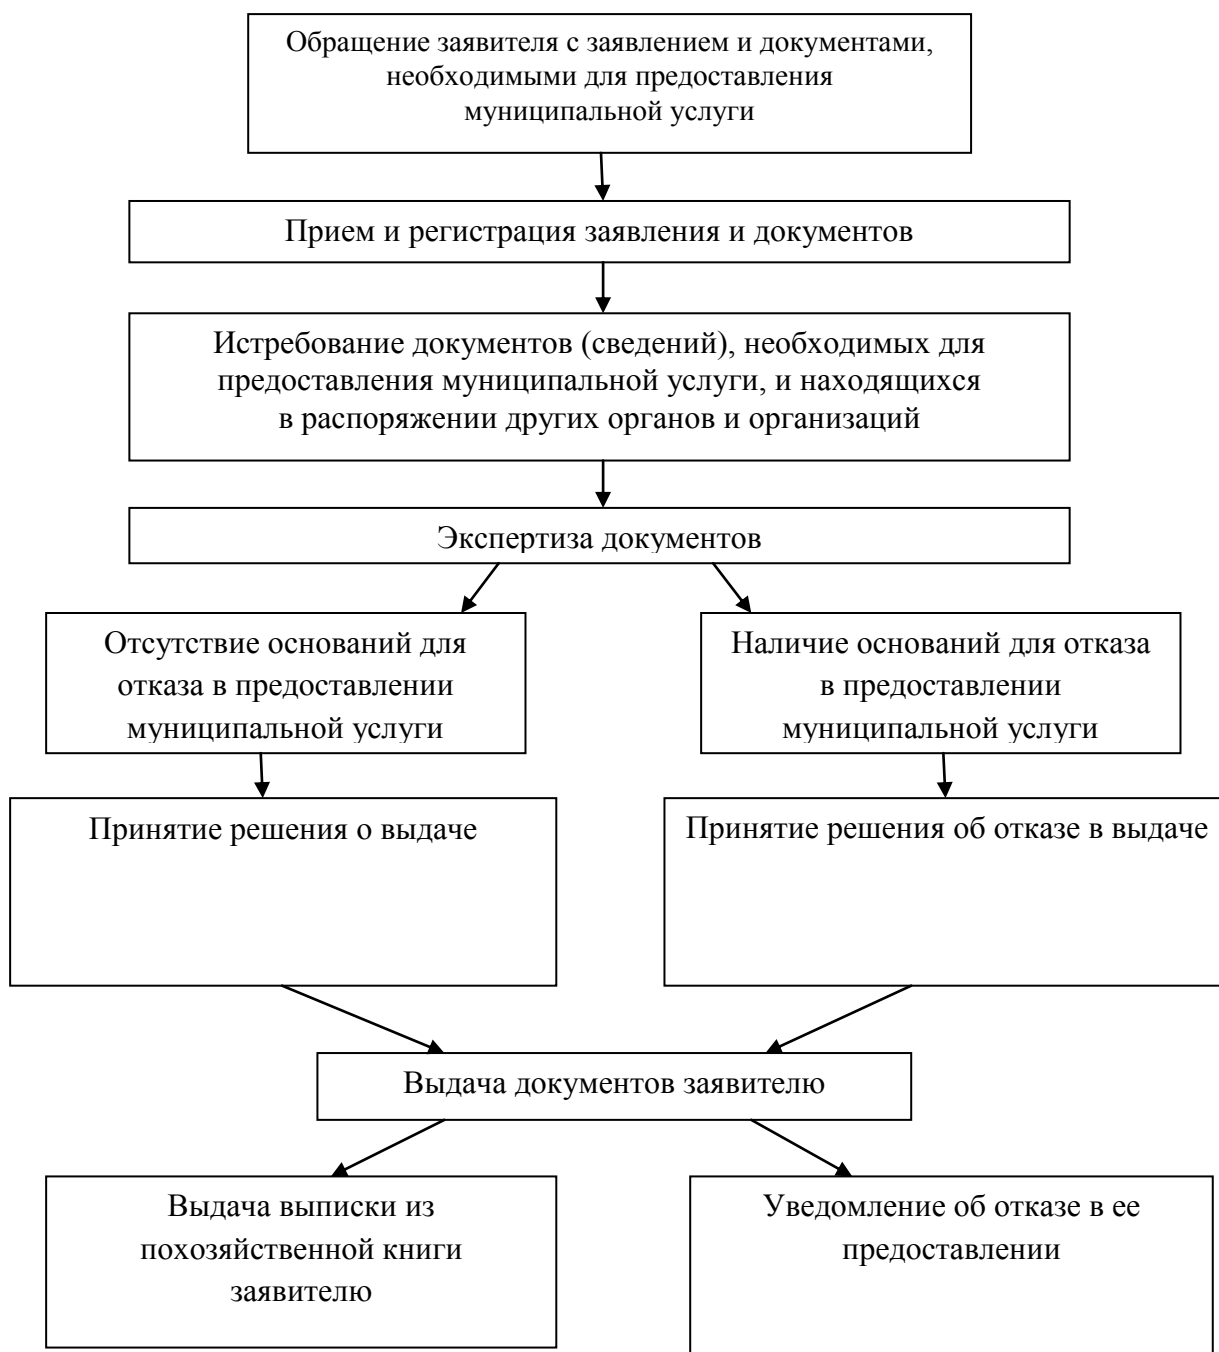 Обращение заявителя с заявлением и документами,
необходимыми для предоставления
муниципальной услуги
Прием и регистрация заявления и документов
Истребование документов (сведений), необходимых для
предоставления муниципальной услуги, и находящихся
в распоряжении других органов и организаций
Экспертиза документов
Отсутствие оснований для
отказа в предоставлении
муниципальной услуги
Наличие оснований для отказа
в предоставлении
муниципальной услуги
Принятие решения о выдаче
Принятие решения об отказе в выдаче
Выдача документов заявителю
Выдача выписки из
похозяйственной книги
заявителю
Уведомление об отказе в ее
предоставлении